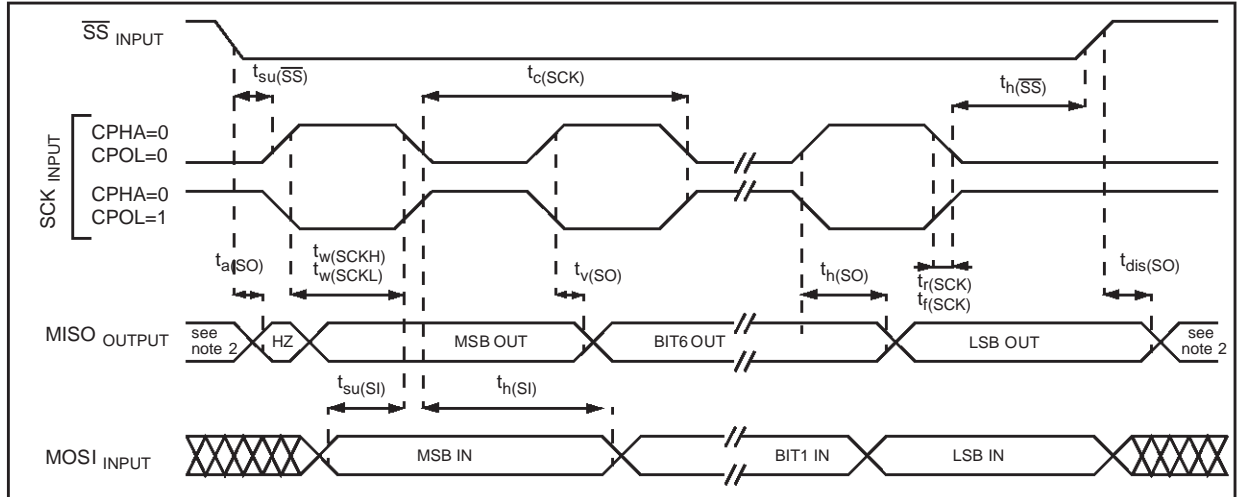 SS INPUT
tsu(SS)
tc(SCK)
th(SS)
SCK INPUT
CPHA=0
CPOL=0
CPHA=0
CPOL=1
ta(SO)
tw(SCKH)
tw(SCKL)
tv(SO)
th(SO)
tr(SCK)
tf(SCK)
tdis(SO)
MISO OUTPUT
see
note 2
HZ
MSB OUT
BIT6 OUT
LSB OUT
see
note 2
tsu(SI)
th(SI)
MOSI INPUT
MSB IN
BIT1 IN
LSB IN